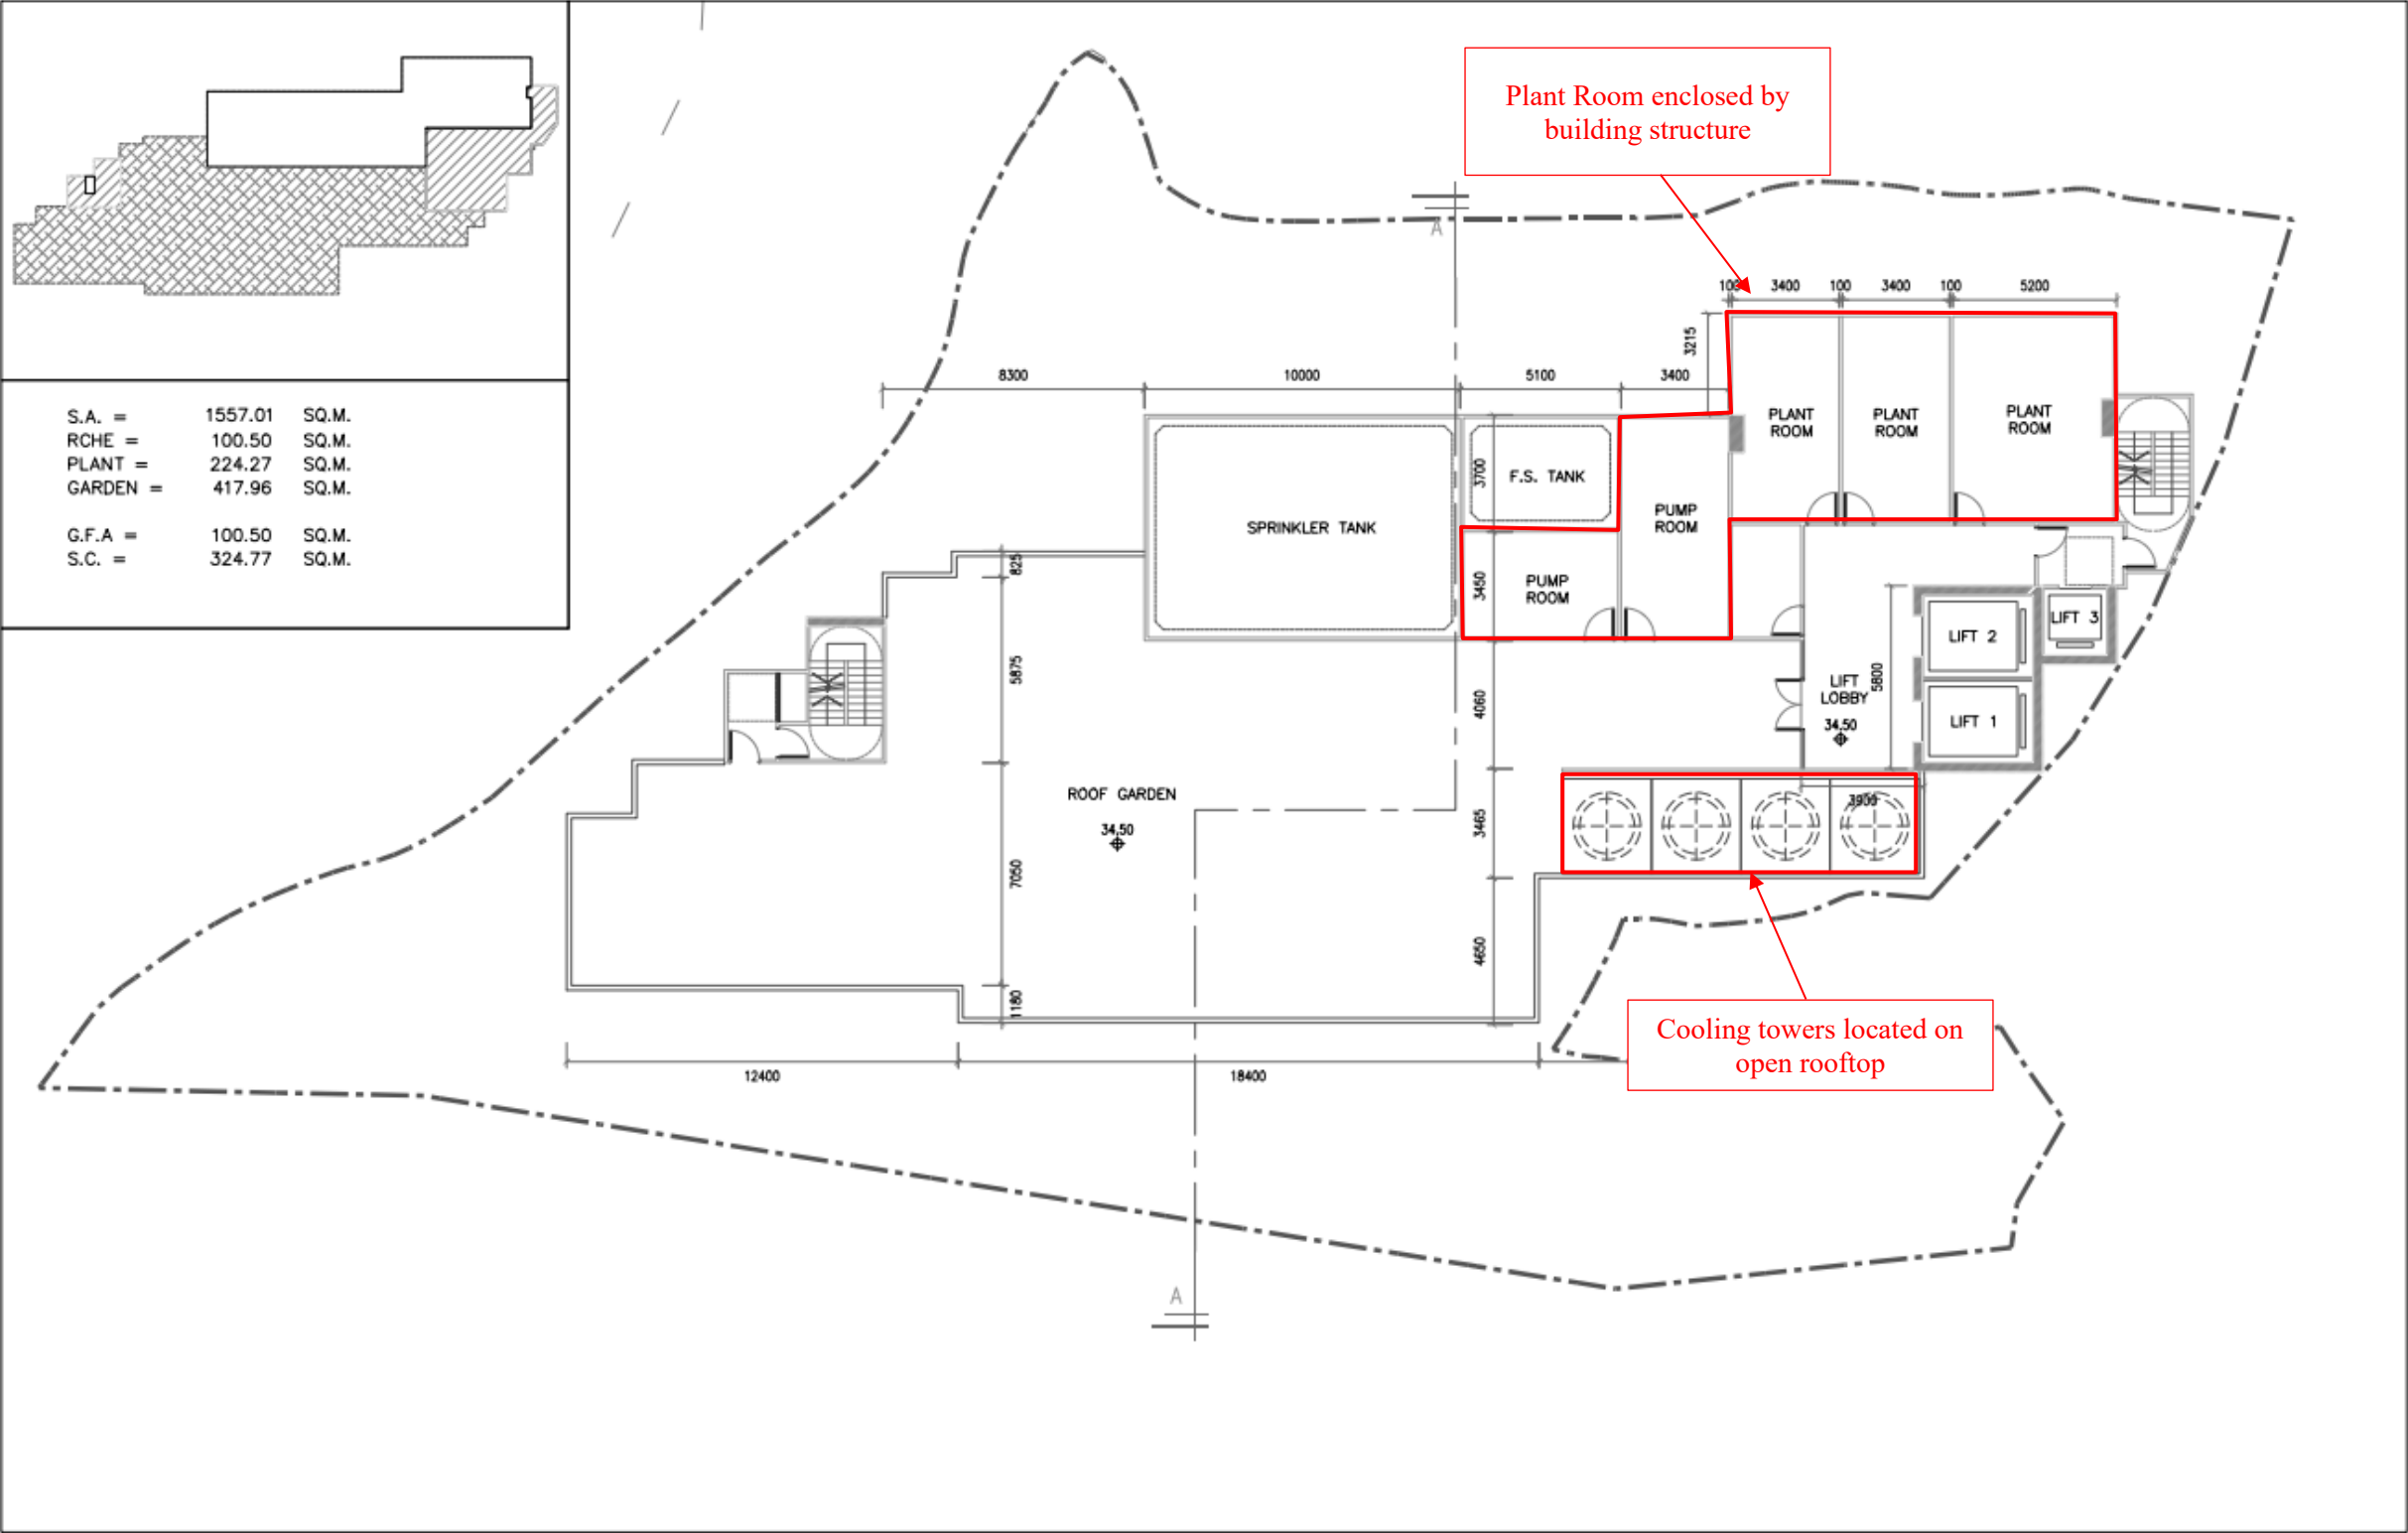 Plant Room enclosed by
building structure
A
100 3400 100 3400 100 5200
3215
8300 10000 5100 3400
S.A. = 1557.01 SQ.M.
RCHE = 100.50 SQ.M.
PLANT = 224.27 SQ.M.
GARDEN = 417.96 SQ.M.
G.F.A = 100.50 SQ.M.
S.C. = 324.77 SQ.M.
PLANT
ROOM
PLANT
ROOM
PLANT
ROOM
3700
F.S. TANK
PUMP
ROOM
SPRINKLER TANK
825
3450
PUMP
ROOM
LIFT 3
LIFT 2
5875
5800
LIFT
LOBBY
34.50
4060
LIFT 1
ROOF GARDEN
34.50
3900
3465
7050
4650
1180
Cooling towers located on
open rooftop
12400 18400
A